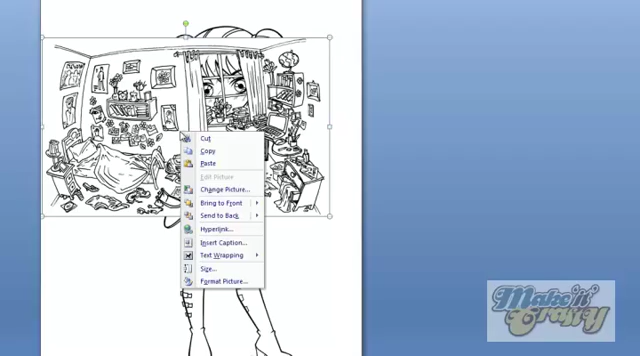 Cut
Copy
Paste
Edit Picture
Change Picture...
Bring to Front
Send to Back
Hyperlink...
Insert Caption...
Text Wrapping
Size...
Format Picture...
Make it
Crafty